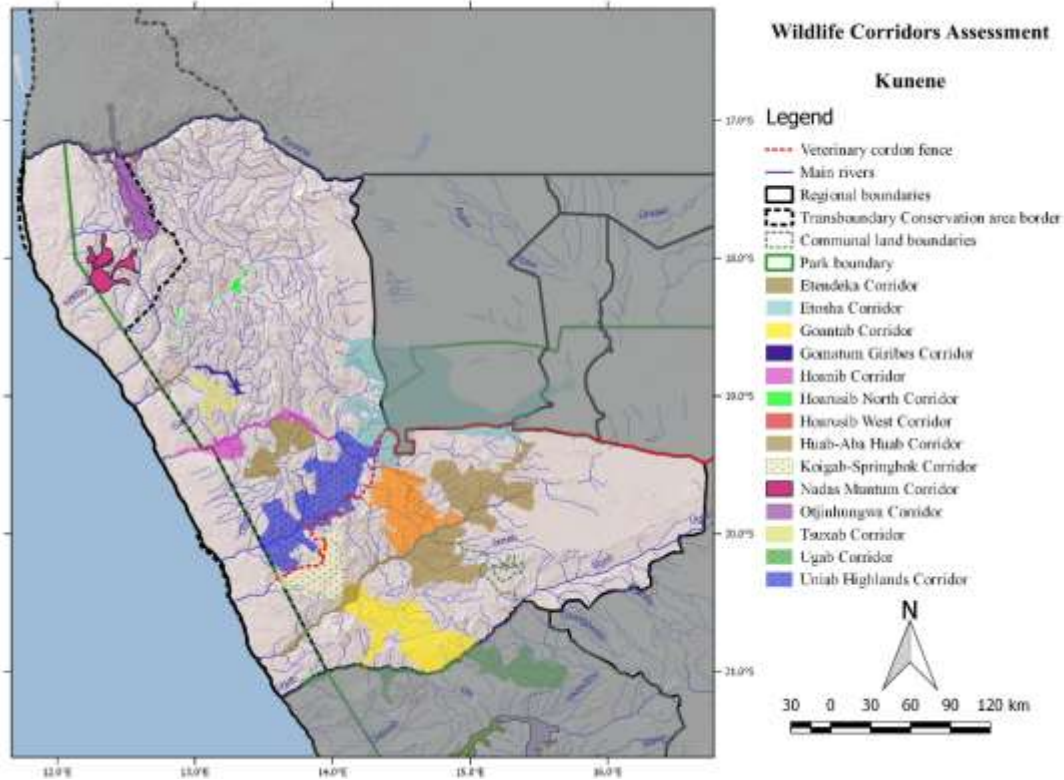 Wildlife Corridors Assessment
Kunene
Legend
Veterinary cordon fence
Main rivers
Regional boundaries
Transboundary Conservation area border
Communal land boundaries
Park boundary
Etendeka Corridor
Etosha Corridor
Goantab Corridor
Gomatum Giribes Corridor
Hoanib Corridor
Hoarusib North Corridor
Hoarusib West Corridor
Huab-Aba Huab Corridor
Koigab-Springbok Corridor
Nadas Muntum Corridor
Otjinhungwa Corridor
Tsuxab Corridor
Ugab Corridor
Uniab Highlands Corridor
N
30 0 30 60 90 120 km
17.0°S
18.0°S
19.0°S
20.0°S
21.0°S
12.0°E 13.0°E 14.0°E 15.0°E 16.0°E